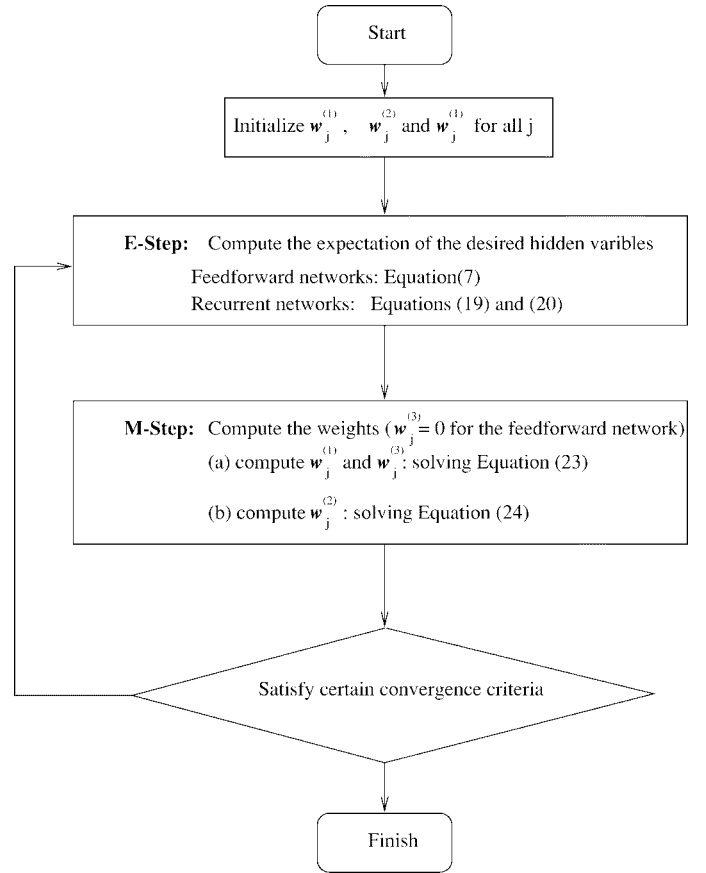 Start
Initialize w_j^(1) , w_j^(2) and w_j^(1) for all j
E-Step: Compute the expectation of the desired hidden varibles
Feedforward networks: Equation(7)
Recurrent networks: Equations (19) and (20)
M-Step: Compute the weights ( w_j^(3) = 0 for the feedforward network)
(a) compute w_j^(1) and w_j^(3) : solving Equation (23)
(b) compute w_j^(2) : solving Equation (24)
Satisfy certain convergence criteria
Finish